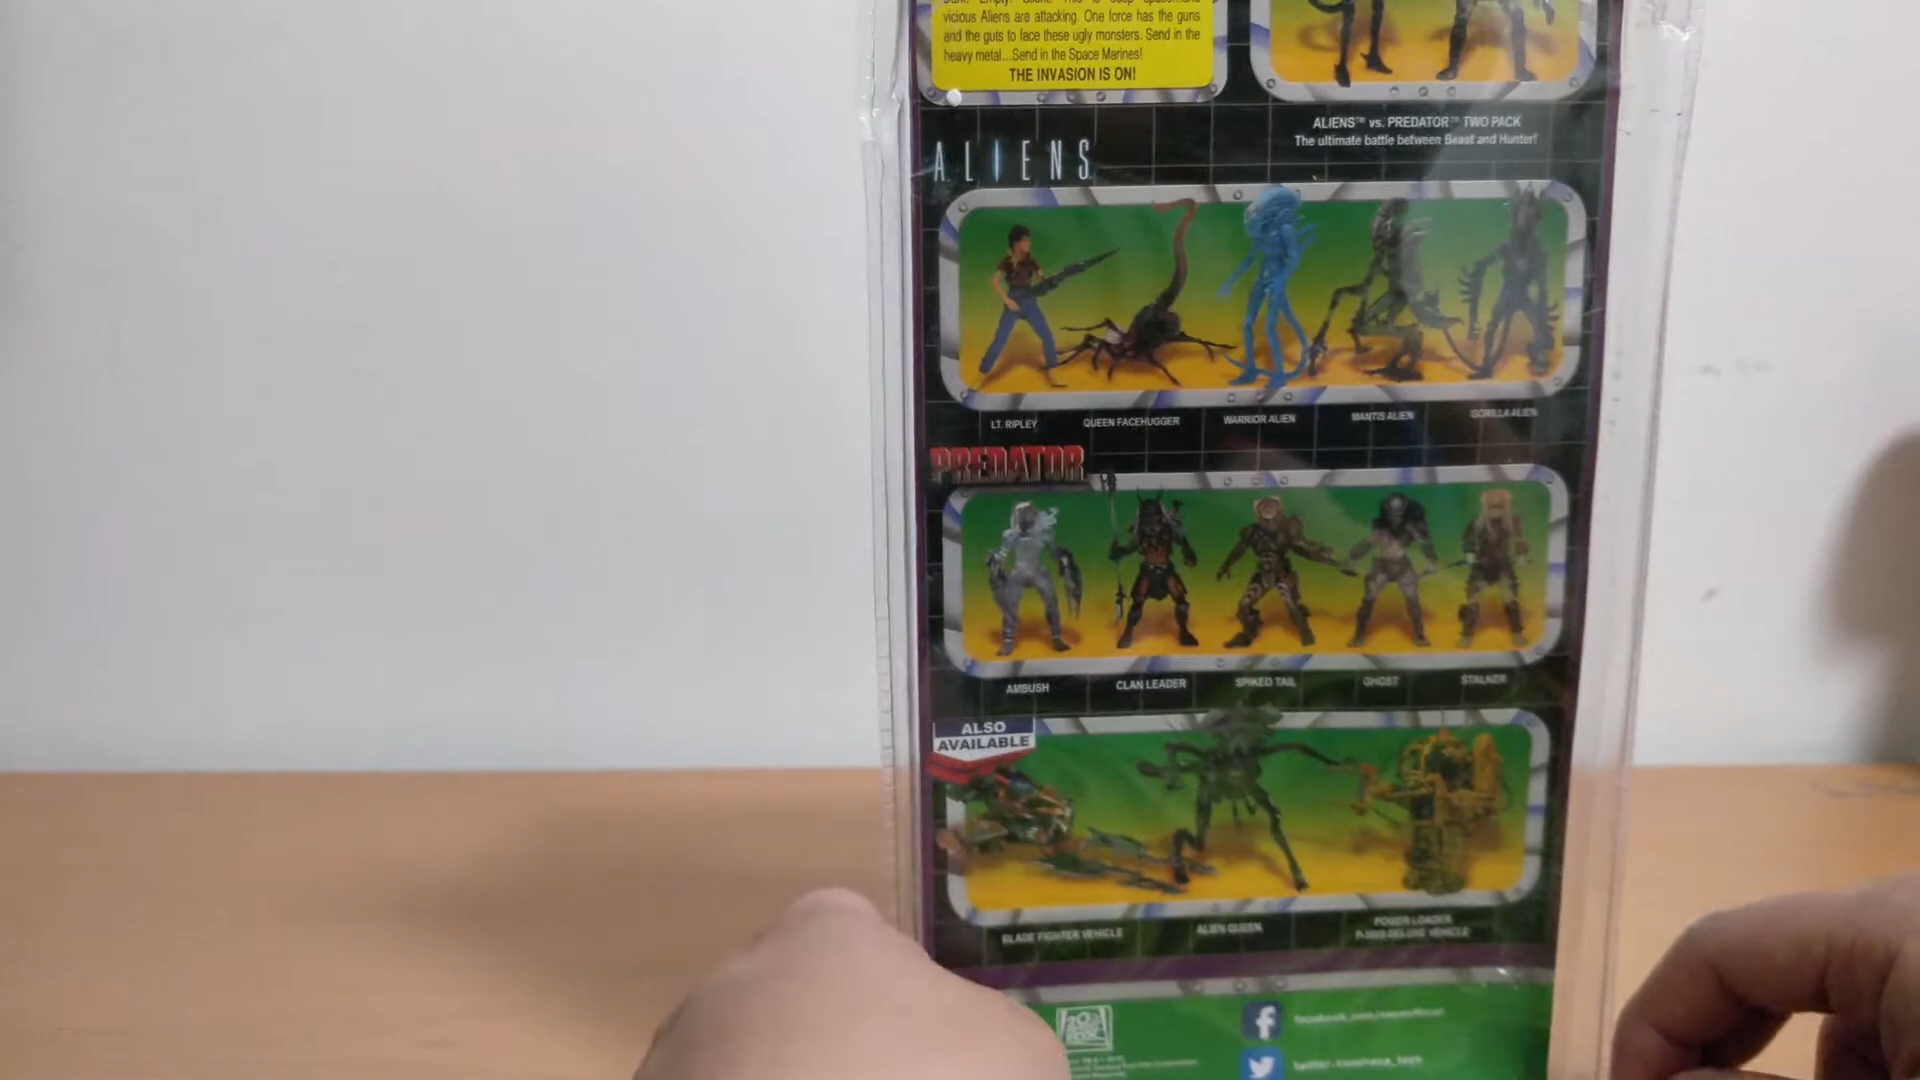 vicious Aliens are attacking. One force has the guns
and the guts to face these ugly monsters. Send in the
heavy metal...Send in the Space Marines!
THE INVASION IS ON!
ALIENS™ vs. PREDATOR™ TWO PACK
The ultimate battle between Beast and Hunter!
ALIENS
LT. RIPLEY
QUEEN FACEHUGGER
WARRIOR ALIEN
MANTIS ALIEN
GORILLA ALIEN
PREDATOR
AMBUSH
CLAN LEADER
SPIKED TAIL
GHOST
STALKER
ALSO
AVAILABLE
BLADE FIGHTER VEHICLE
ALIEN QUEEN
POWER LOADER
DELUXE VEHICLE